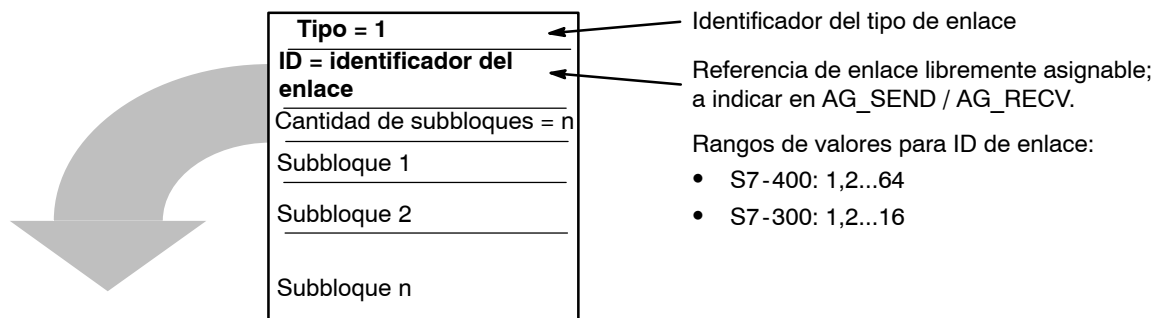 Tipo = 1
ID = identificador del
enlace
Cantidad de subbloques = n
Subbloque 1
Subbloque 2
Subbloque n
Identificador del tipo de enlace
Referencia de enlace libremente asignable;
a indicar en AG_SEND / AG_RECV.
Rangos de valores para ID de enlace:
• S7-400: 1,2...64
• S7-300: 1,2...16